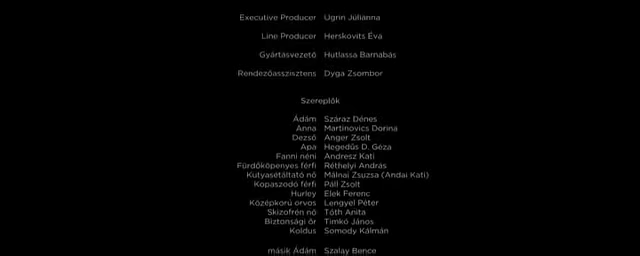 Executive Producer Ugrin Julianna
Line Producer Herskovits Éva
Gyártásvezető Hutlassa Barnabás
Rendezőasszisztens Dyga Zsombor
Szereplők
Ádám Száraz Dénes
Anna Martinovics Dorina
Dezső Anger Zsolt
Apa Hegedűs D. Géza
Fanni néni Andresz Kati
Fürdőköpenyes férfi Réthelyi András
Kutyasétáltató nő Málnai Zsuzsa (Andai Kati)
Kopaszodó férfi Páll Zsolt
Hurley Elek Ferenc
Középkorú orvos Lengyel Péter
Skizofrén nő Tóth Anita
Biztonsági őr Timkó János
Koldus Somody Kálmán
másik Ádám Szalay Bence